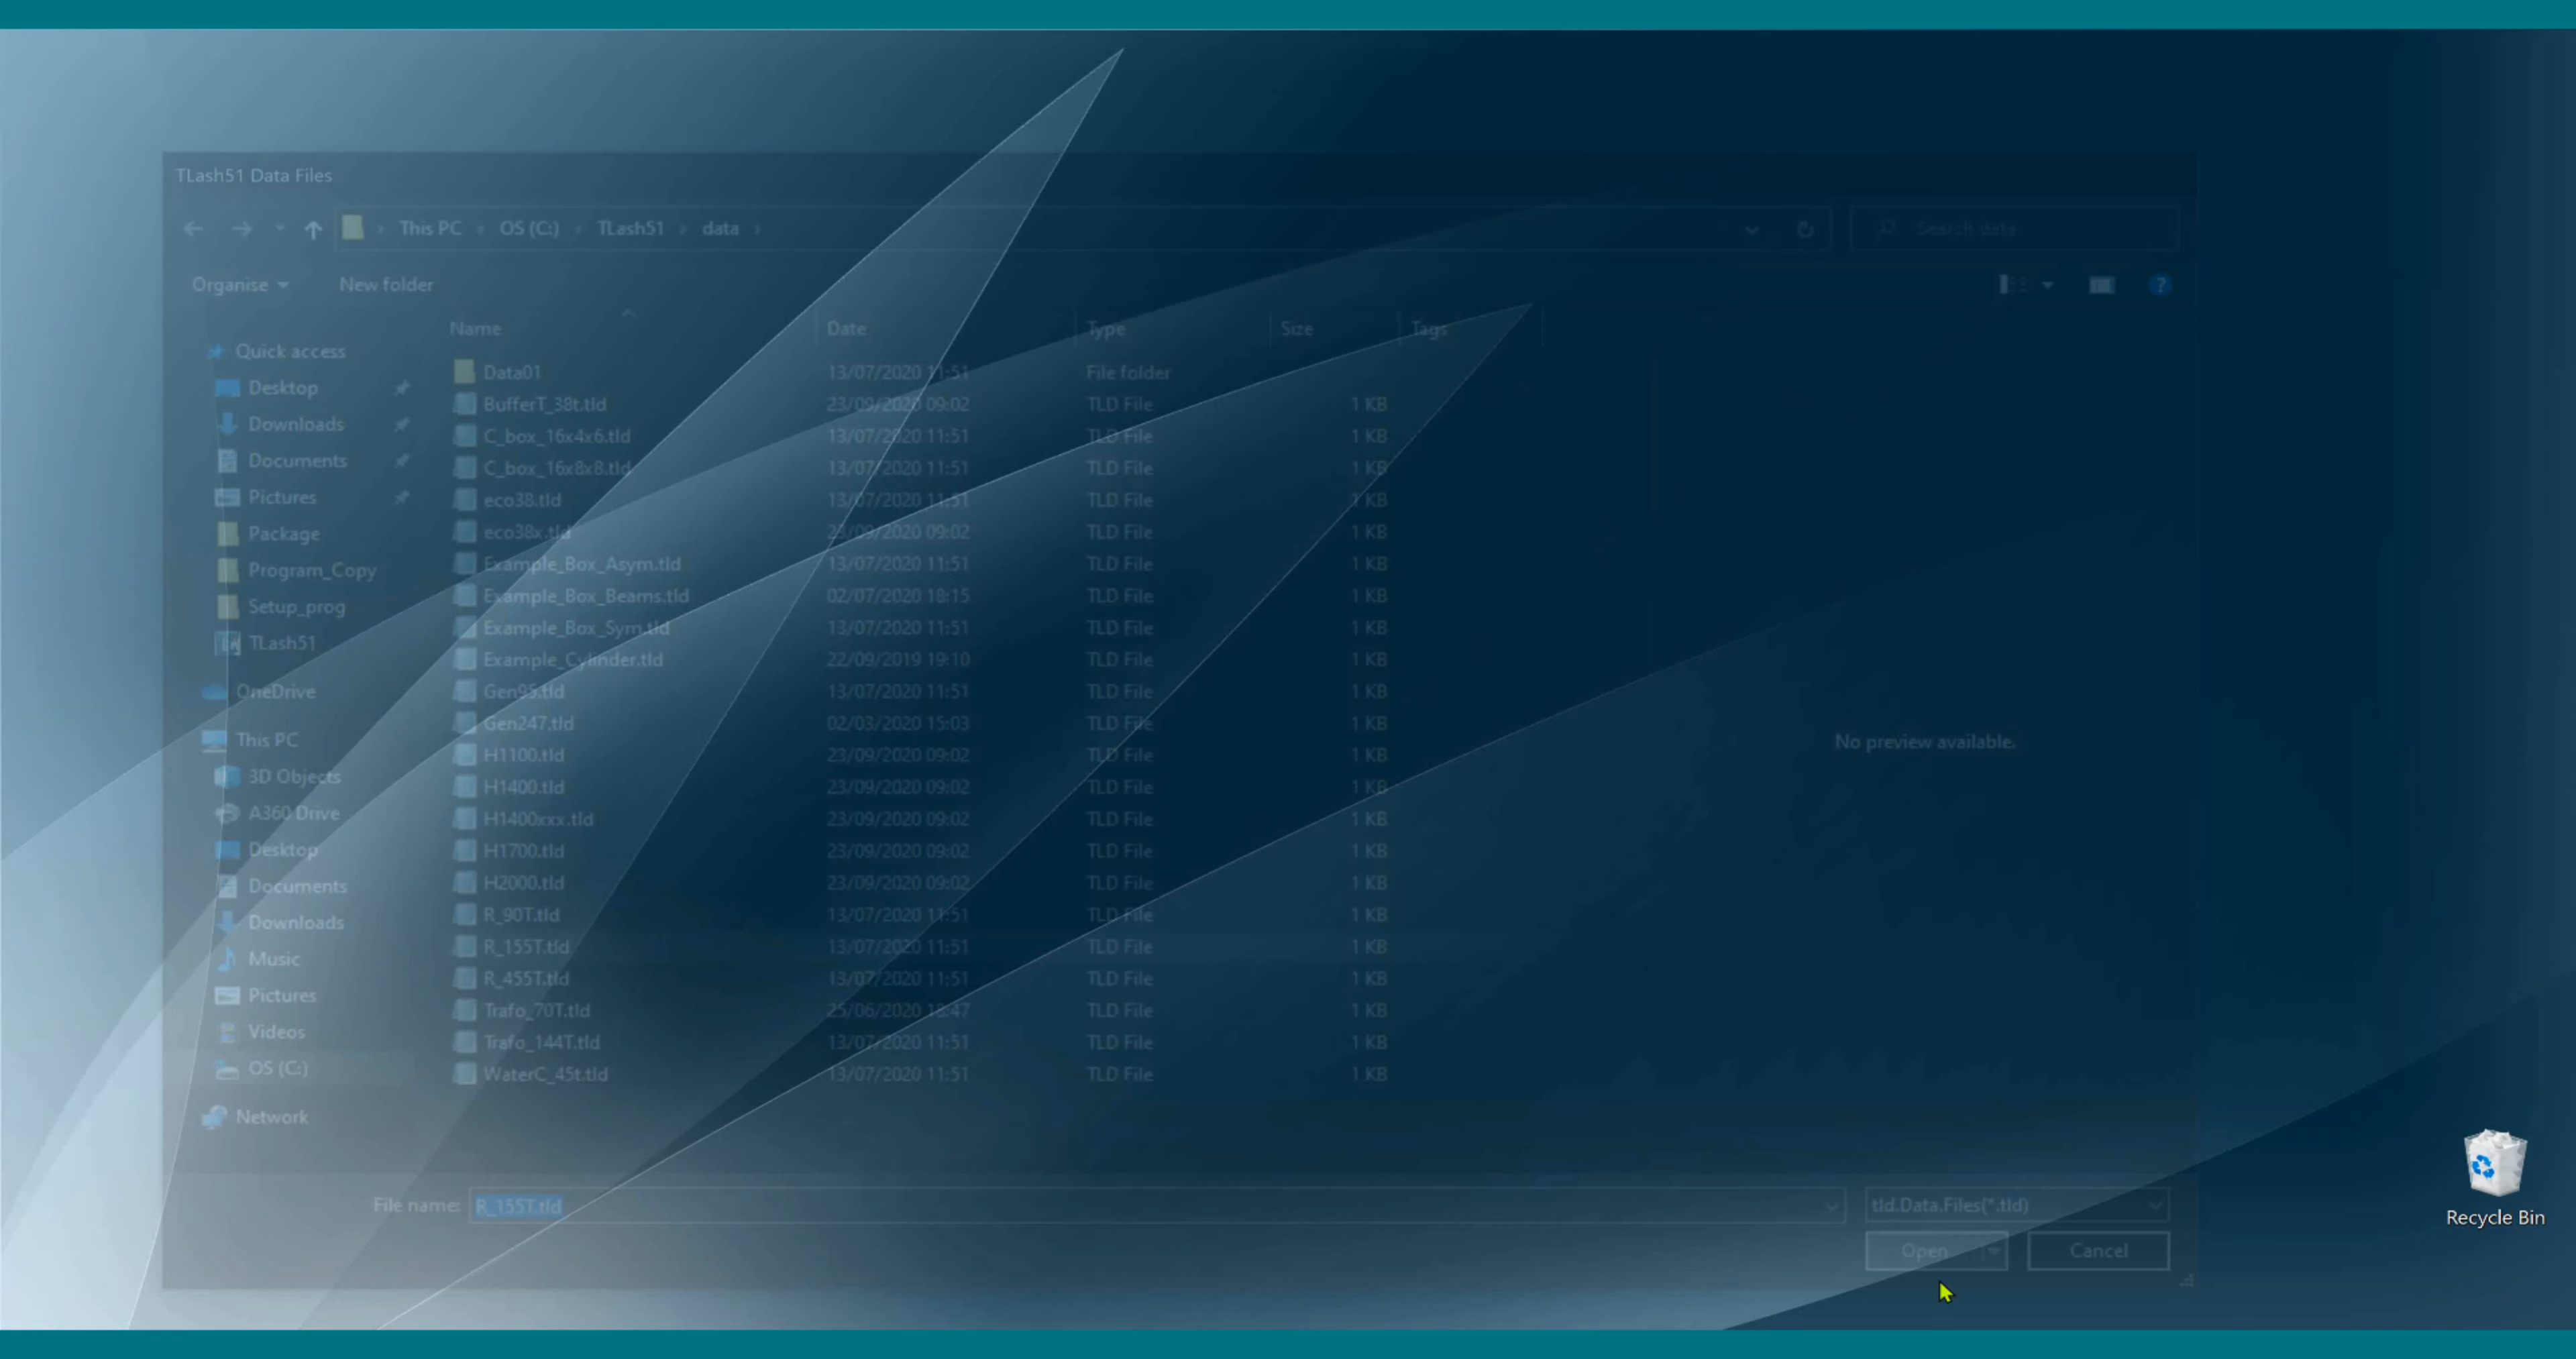 TLash51 Data Files
This PC › OS (C:) › TLash51 › data ›
Search data
Organise
New folder
Name Date Type Size Tags
Quick access
Desktop
Downloads
Documents
Pictures
Package
Program_Copy
Setup_prog
TLash51
OneDrive
This PC
3D Objects
A360 Drive
Desktop
Documents
Downloads
Music
Pictures
Videos
OS (C:)
Network
Data01 13/07/2020 11:51 File folder
BufferT_38t.tld 23/09/2020 09:02 TLD File 1 KB
C_box_16x4x6.tld 13/07/2020 11:51 TLD File 1 KB
C_box_16x8x8.tld 13/07/2020 11:51 TLD File 1 KB
eco38.tld 13/07/2020 11:51 TLD File 1 KB
eco38x.tld 23/09/2020 09:02 TLD File 1 KB
Example_Box_Asym.tld 13/07/2020 11:51 TLD File 1 KB
Example_Box_Beams.tld 02/07/2020 18:15 TLD File 1 KB
Example_Box_Sym.tld 13/07/2020 11:51 TLD File 1 KB
Example_Cylinder.tld 22/09/2019 19:10 TLD File 1 KB
Gen95.tld 13/07/2020 11:51 TLD File 1 KB
Gen247.tld 02/03/2020 15:03 TLD File 1 KB
H1100.tld 23/09/2020 09:02 TLD File 1 KB
H1400.tld 23/09/2020 09:02 TLD File 1 KB
H1400xxx.tld 23/09/2020 09:02 TLD File 1 KB
H1700.tld 23/09/2020 09:02 TLD File 1 KB
H2000.tld 23/09/2020 09:02 TLD File 1 KB
R_90T.tld 13/07/2020 11:51 TLD File 1 KB
R_155T.tld 13/07/2020 11:51 TLD File 1 KB
R_455T.tld 13/07/2020 11:51 TLD File 1 KB
Trafo_70T.tld 25/06/2020 18:47 TLD File 1 KB
Trafo_144T.tld 13/07/2020 11:51 TLD File 1 KB
WaterC_45t.tld 13/07/2020 11:51 TLD File 1 KB
No preview available.
File name: R_155T.tld
tld.Data.Files(*.tld)
Open
Cancel
Recycle Bin